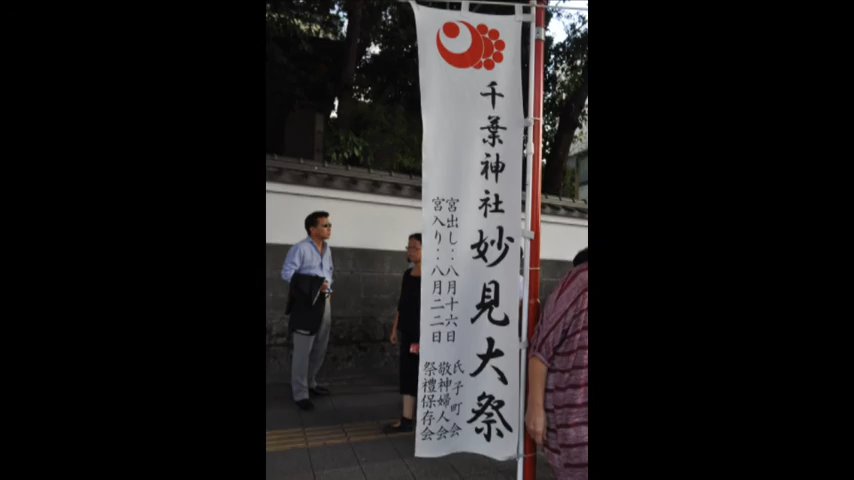 千葉神社妙見大祭
宮出し:八月十六日
宮入り:八月二二日
氏子町会
敬神婦人会
祭禮保存会